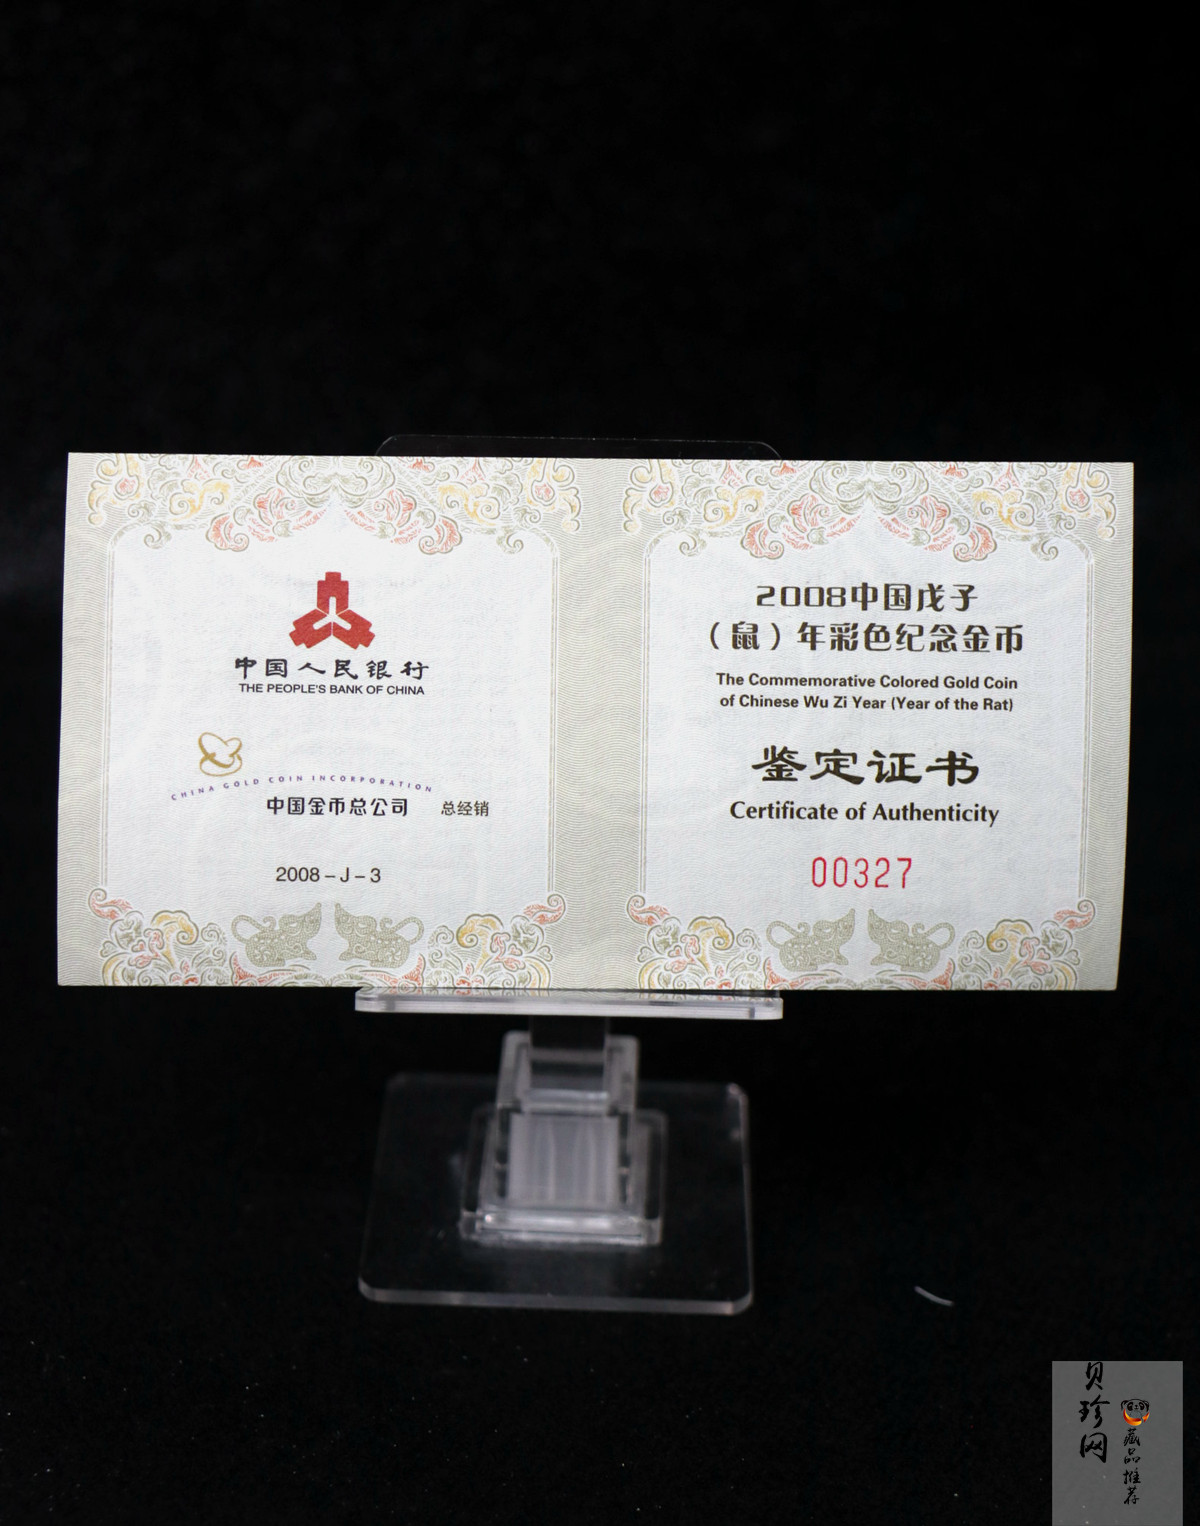 中国人民银行
THE PEOPLE'S BANK OF CHINA
CHINA GOLD COIN INCORPORATION
中国金币总公司 总经销
2008-J-3
2008中国戊子
（鼠）年彩色纪念金币
The Commemorative Colored Gold Coin
of Chinese Wu Zi Year (Year of the Rat)
鉴定证书
Certificate of Authenticity
00327
贝珍网
藏品推荐